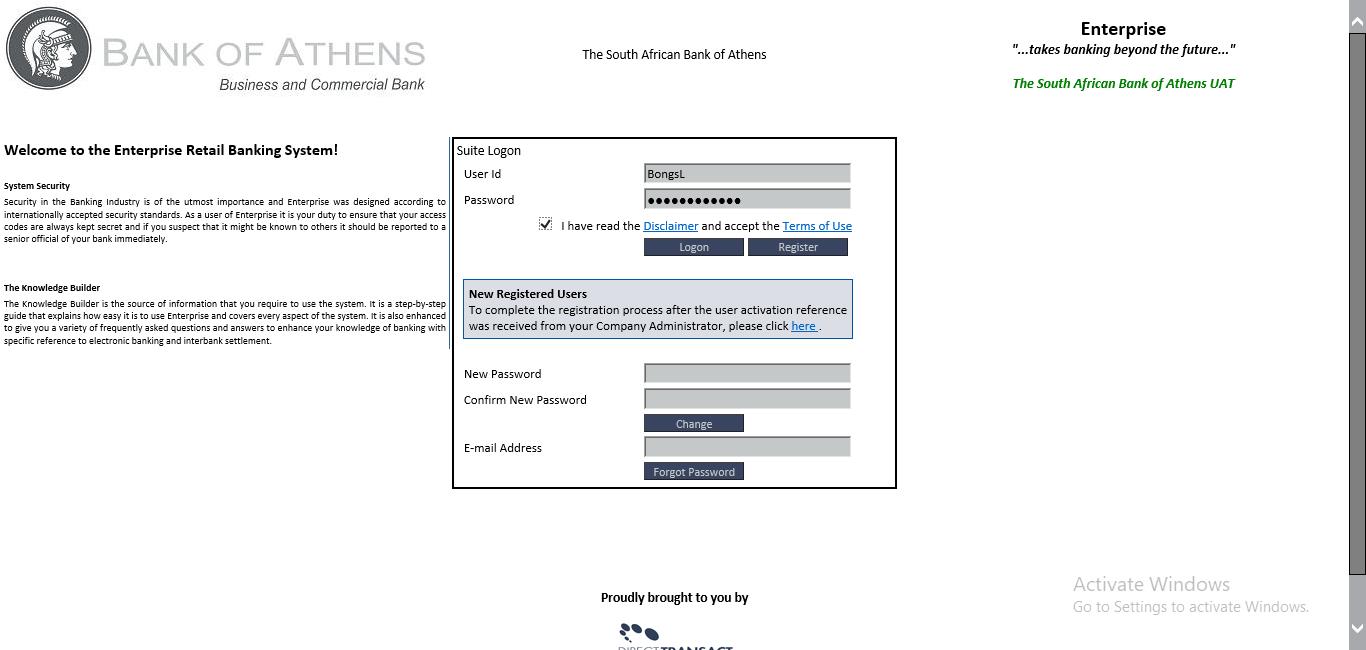 BANK OF ATHENS
Business and Commercial Bank
The South African Bank of Athens
Enterprise
"...takes banking beyond the future..."
The South African Bank of Athens UAT
Welcome to the Enterprise Retail Banking System!
System Security
Security in the Banking Industry is of the utmost importance and Enterprise was designed according to
internationally accepted security standards. As a user of Enterprise it is your duty to ensure that your access
codes are always kept secret and if you suspect that it might be known to others it should be reported to a
senior official of your bank immediately.
The Knowledge Builder
The Knowledge Builder is the source of information that you require to use the system. It is a step-by-step
guide that explains how easy it is to use Enterprise and covers every aspect of the system. It is also enhanced
to give you a variety of frequently asked questions and answers to enhance your knowledge of banking with
specific reference to electronic banking and interbank settlement.
Suite Logon
User Id BongsL
Password ●●●●●●●●●●●●
I have read the Disclaimer and accept the Terms of Use
Logon Register
New Registered Users
To complete the registration process after the user activation reference
was received from your Company Administrator, please click here .
New Password
Confirm New Password
Change
E-mail Address
Forgot Password
Proudly brought to you by
DIRECTTRANSACT
Activate Windows
Go to Settings to activate Windows.